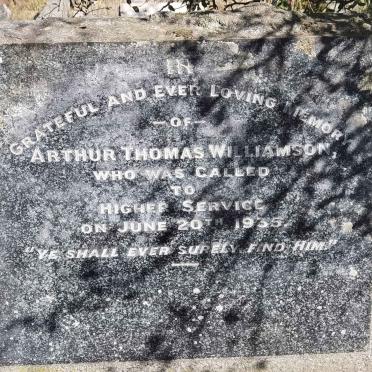 IN
GRATEFUL AND EVER LOVING MEMORY
— OF —
ARTHUR THOMAS WILLIAMSON,
WHO WAS CALLED
TO
HIGHER SERVICE
ON JUNE 20TH 1935.
"YE SHALL EVER SURELY FIND HIM."